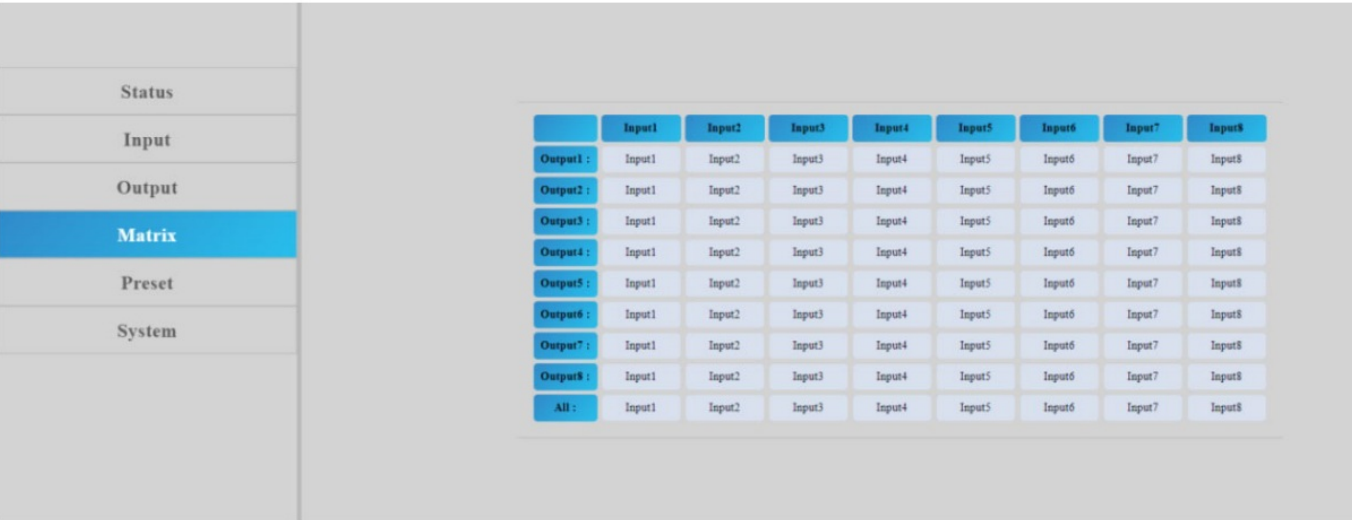 Status
Input
Output
Matrix
Preset
System
Input1 Input2 Input3 Input4 Input5 Input6 Input7 Input8
Output1 : Input1 Input2 Input3 Input4 Input5 Input6 Input7 Input8
Output2 : Input1 Input2 Input3 Input4 Input5 Input6 Input7 Input8
Output3 : Input1 Input2 Input3 Input4 Input5 Input6 Input7 Input8
Output4 : Input1 Input2 Input3 Input4 Input5 Input6 Input7 Input8
Output5 : Input1 Input2 Input3 Input4 Input5 Input6 Input7 Input8
Output6 : Input1 Input2 Input3 Input4 Input5 Input6 Input7 Input8
Output7 : Input1 Input2 Input3 Input4 Input5 Input6 Input7 Input8
Output8 : Input1 Input2 Input3 Input4 Input5 Input6 Input7 Input8
All : Input1 Input2 Input3 Input4 Input5 Input6 Input7 Input8